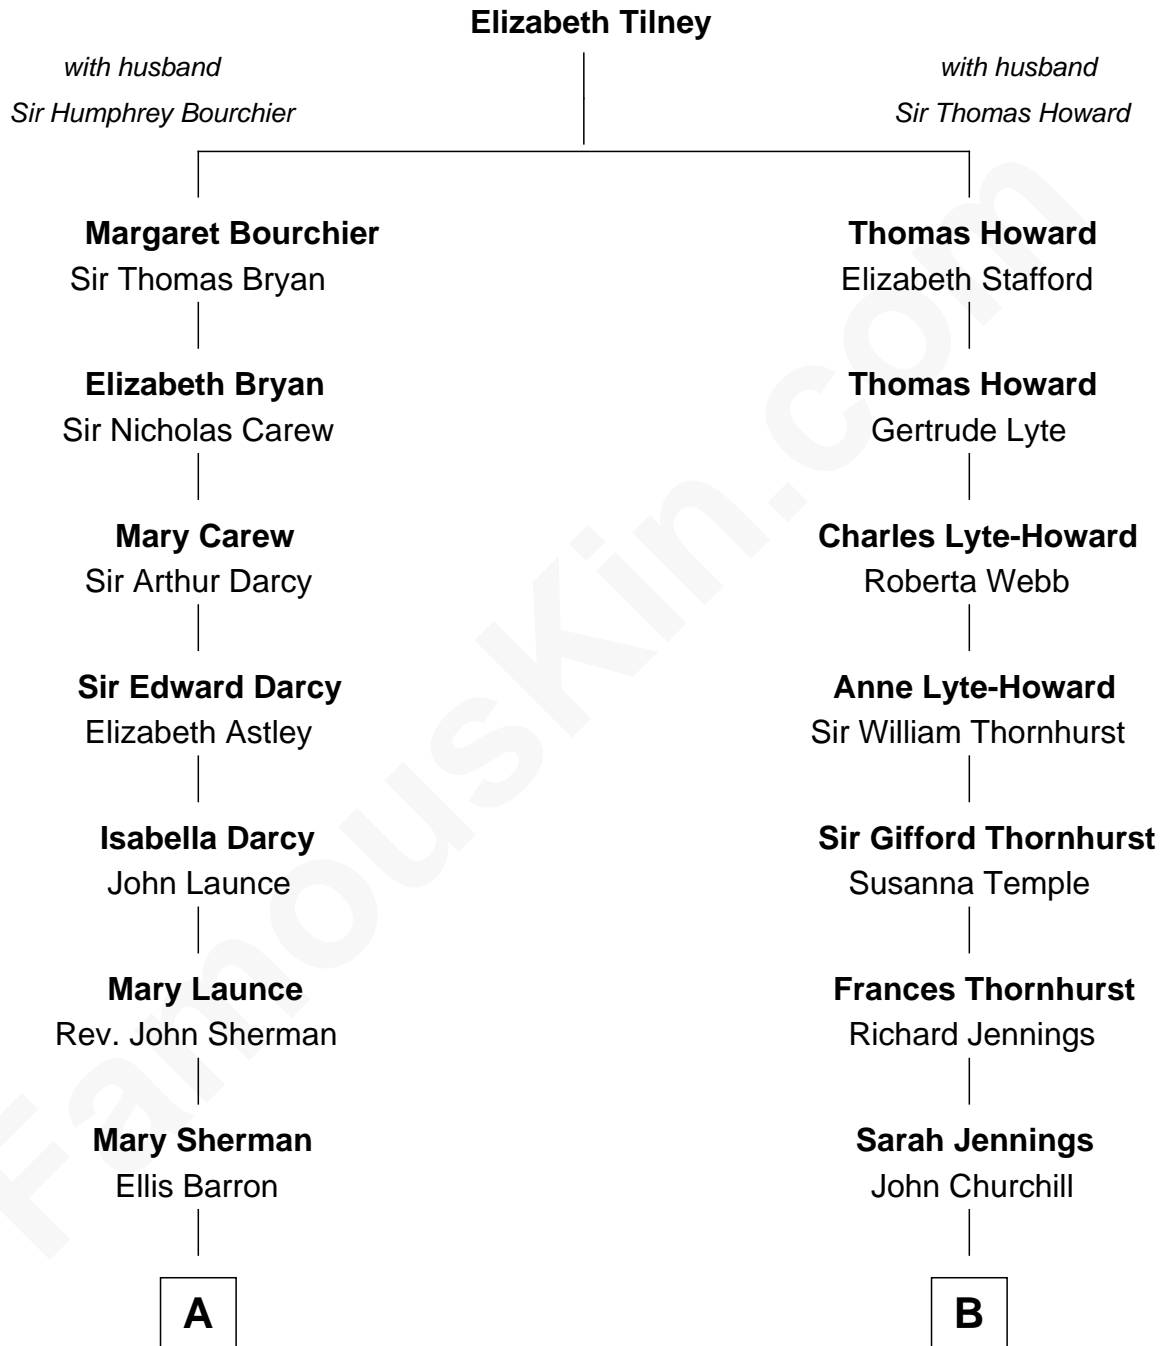 Elizabeth Tilney
with husband
Sir Humphrey Bourchier
with husband
Sir Thomas Howard
Margaret Bourchier
Sir Thomas Bryan
Thomas Howard
Elizabeth Stafford
Elizabeth Bryan
Sir Nicholas Carew
Thomas Howard
Gertrude Lyte
Mary Carew
Sir Arthur Darcy
Charles Lyte-Howard
Roberta Webb
Sir Edward Darcy
Elizabeth Astley
Anne Lyte-Howard
Sir William Thornhurst
Isabella Darcy
John Launce
Sir Gifford Thornhurst
Susanna Temple
Mary Launce
Rev. John Sherman
Frances Thornhurst
Richard Jennings
Mary Sherman
Ellis Barron
Sarah Jennings
John Churchill
A
B
FamousKin.com